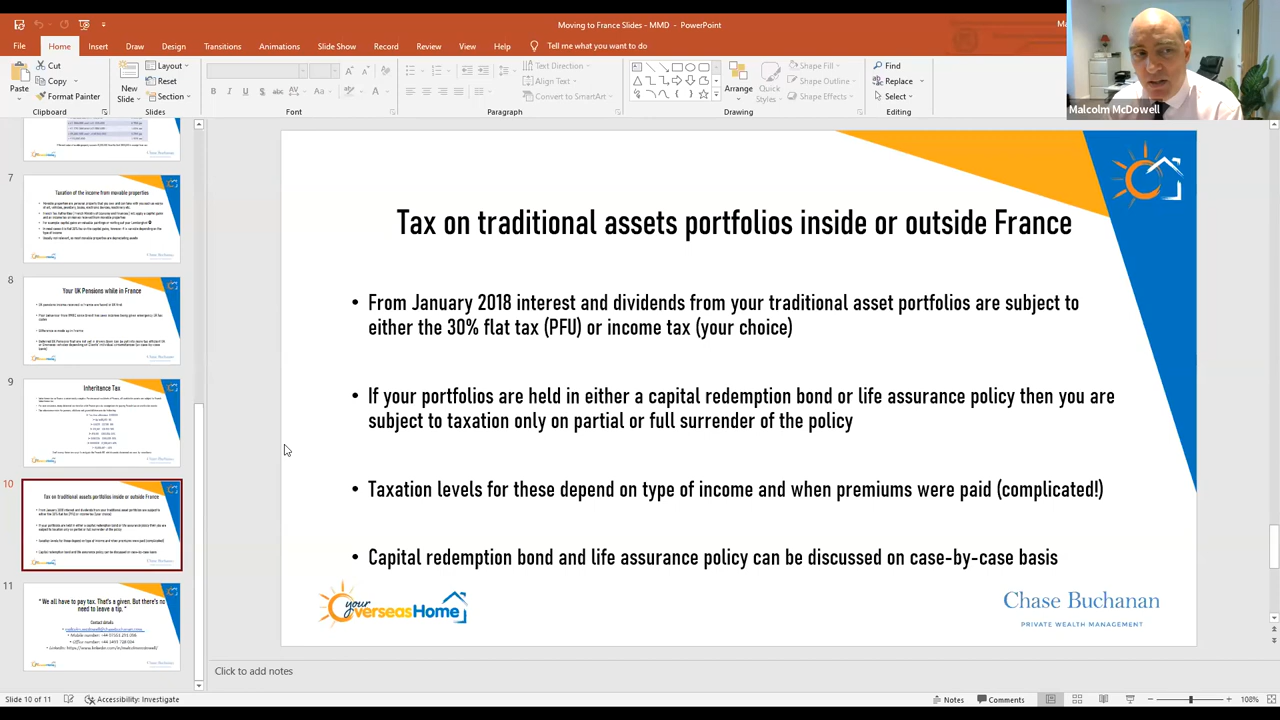 Moving to France Slides - MMD - PowerPoint
File Home Insert Draw Design Transitions Animations Slide Show Record Review View Help Tell me what you want to do
Paste Cut Copy Format Painter Clipboard
New Slide Layout Reset Section Slides
Font
Text Direction Align Text Convert to SmartArt Paragraph
Arrange Quick Styles Shape Fill Shape Outline Shape Effects Drawing
Find Replace Select Editing
Malcolm McDowell
7
Taxation of the income from movable properties
8
Your UK Pensions while in France
9
Inheritance Tax
10
Tax on traditional assets portfolios inside or outside France
11
" We all have to pay tax. That's a given. But there's no
need to leave a tip. "
Contact details
Tax on traditional assets portfolios inside or outside France
• From January 2018 interest and dividends from your traditional asset portfolios are subject to
either the 30% flat tax (PFU) or income tax (your choice)
• If your portfolios are held in either a capital redemption bond or life assurance policy then you are
subject to taxation only on partial or full surrender of the policy
• Taxation levels for these depend on type of income and when premiums were paid (complicated!)
• Capital redemption bond and life assurance policy can be discussed on case-by-case basis
your
OverseasHome
Chase Buchanan
PRIVATE WEALTH MANAGEMENT
Click to add notes
Slide 10 of 11 Accessibility: Investigate Notes Comments 108%